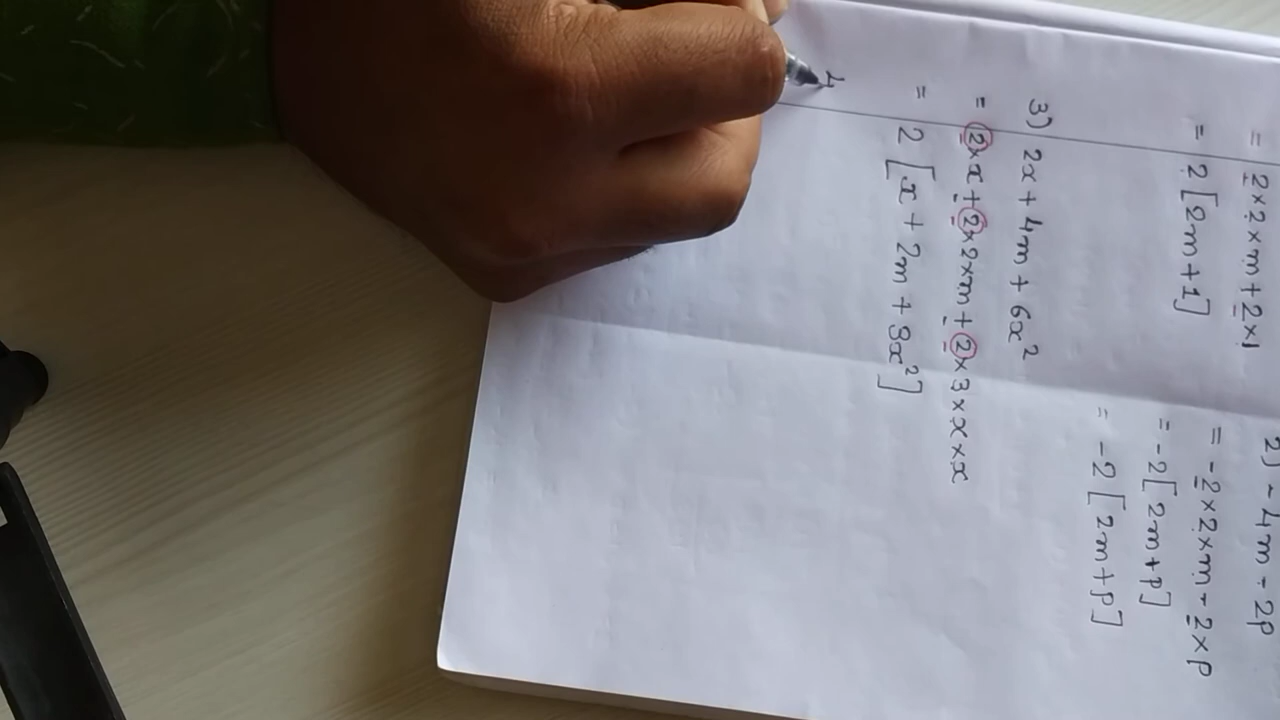 = 2×2×m+2×1
= 2[2m+1]
2) -4m-2p
= -2×2×m-2×p
= -2[2m+p]
= -2[2m+p]
3) 2x+4m+6x²
= 2×x+2×2×m+2×3×x×x
= 2[x+2m+3x²]
4